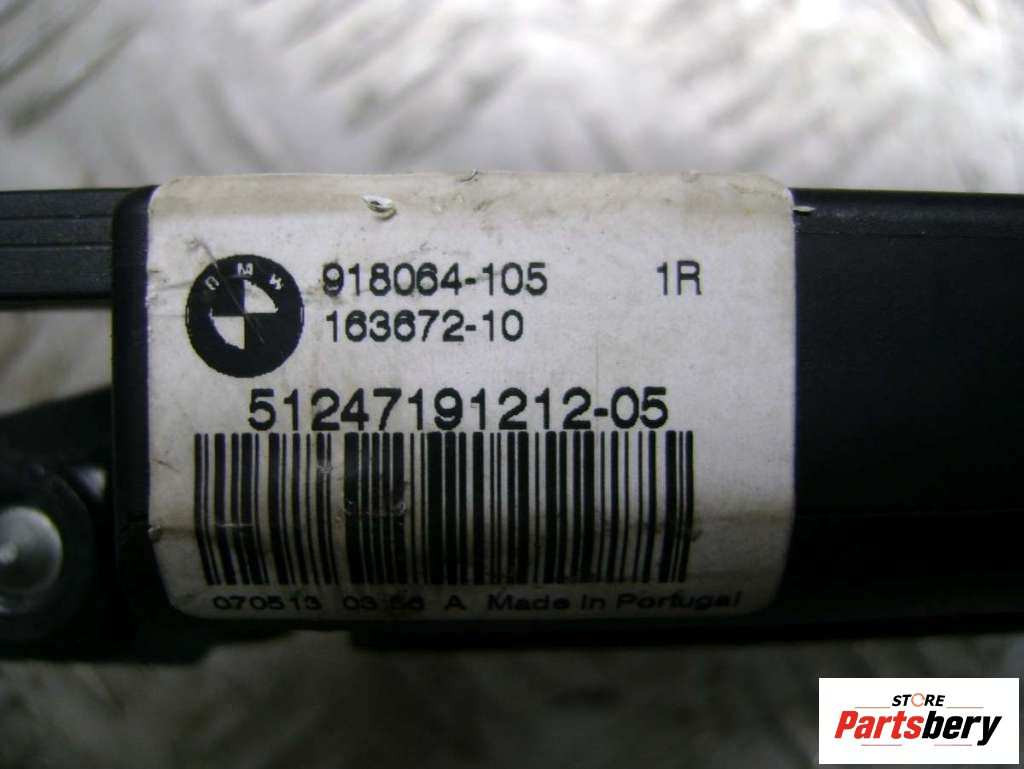 BMW
918064-105 1R
163672-10
51247191212-05
070513 03:56 A Made in Portugal
STORE
Partsbery